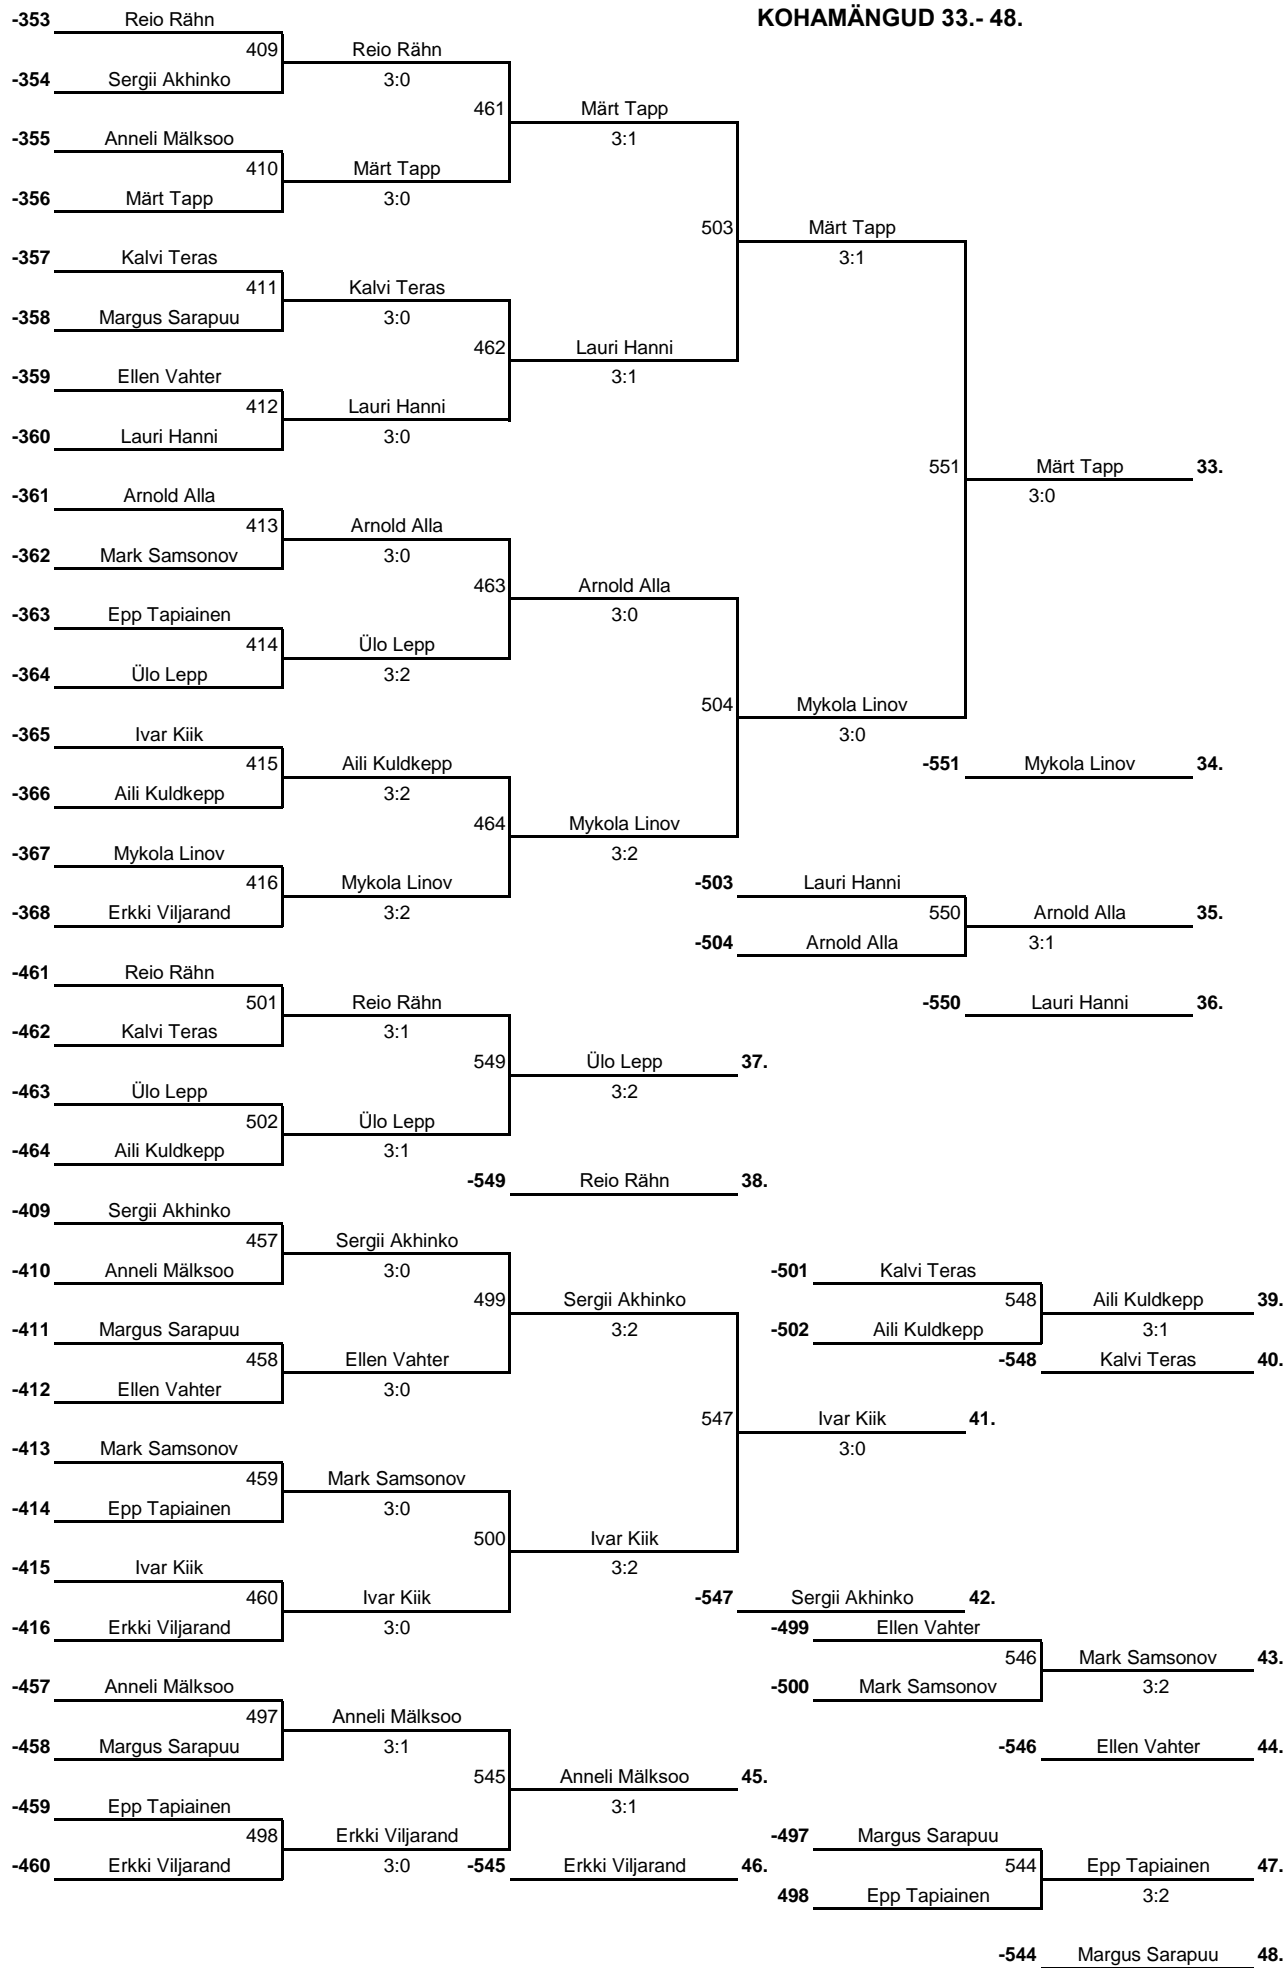 KOHAMÄNGUD 33.- 48.
-353 Reio Rähn
409 Reio Rähn
-354 Sergii Akhinko 3:0
461 Märt Tapp
-355 Anneli Mälksoo 3:1
410 Märt Tapp
-356 Märt Tapp 3:0
503 Märt Tapp
-357 Kalvi Teras 3:1
411 Kalvi Teras
-358 Margus Sarapuu 3:0
462 Lauri Hanni
-359 Ellen Vahter 3:1
412 Lauri Hanni
-360 Lauri Hanni 3:0
551 Märt Tapp 33.
-361 Arnold Alla 3:0
413 Arnold Alla
-362 Mark Samsonov 3:0
463 Arnold Alla
-363 Epp Tapiainen 3:0
414 Ülo Lepp
-364 Ülo Lepp 3:2
504 Mykola Linov
-365 Ivar Kiik 3:0
415 Aili Kuldkepp -551 Mykola Linov 34.
-366 Aili Kuldkepp 3:2
464 Mykola Linov
-367 Mykola Linov 3:2
416 Mykola Linov -503 Lauri Hanni
-368 Erkki Viljarand 3:2 550 Arnold Alla 35.
-504 Arnold Alla 3:1
-461 Reio Rähn
501 Reio Rähn -550 Lauri Hanni 36.
-462 Kalvi Teras 3:1
549 Ülo Lepp 37.
-463 Ülo Lepp 3:2
502 Ülo Lepp
-464 Aili Kuldkepp 3:1
-549 Reio Rähn 38.
-409 Sergii Akhinko
457 Sergii Akhinko
-410 Anneli Mälksoo 3:0 -501 Kalvi Teras
499 Sergii Akhinko 548 Aili Kuldkepp 39.
-411 Margus Sarapuu 3:2 -502 Aili Kuldkepp 3:1
458 Ellen Vahter -548 Kalvi Teras 40.
-412 Ellen Vahter 3:0
547 Ivar Kiik 41.
-413 Mark Samsonov 3:0
459 Mark Samsonov
-414 Epp Tapiainen 3:0
500 Ivar Kiik
-415 Ivar Kiik 3:2
460 Ivar Kiik -547 Sergii Akhinko 42.
-416 Erkki Viljarand 3:0 -499 Ellen Vahter
546 Mark Samsonov 43.
-457 Anneli Mälksoo -500 Mark Samsonov 3:2
497 Anneli Mälksoo
-458 Margus Sarapuu 3:1 -546 Ellen Vahter 44.
545 Anneli Mälksoo 45.
-459 Epp Tapiainen 3:1
498 Erkki Viljarand -497 Margus Sarapuu
-460 Erkki Viljarand 3:0 -545 Erkki Viljarand 46. 544 Epp Tapiainen 47.
498 Epp Tapiainen 3:2
-544 Margus Sarapuu 48.